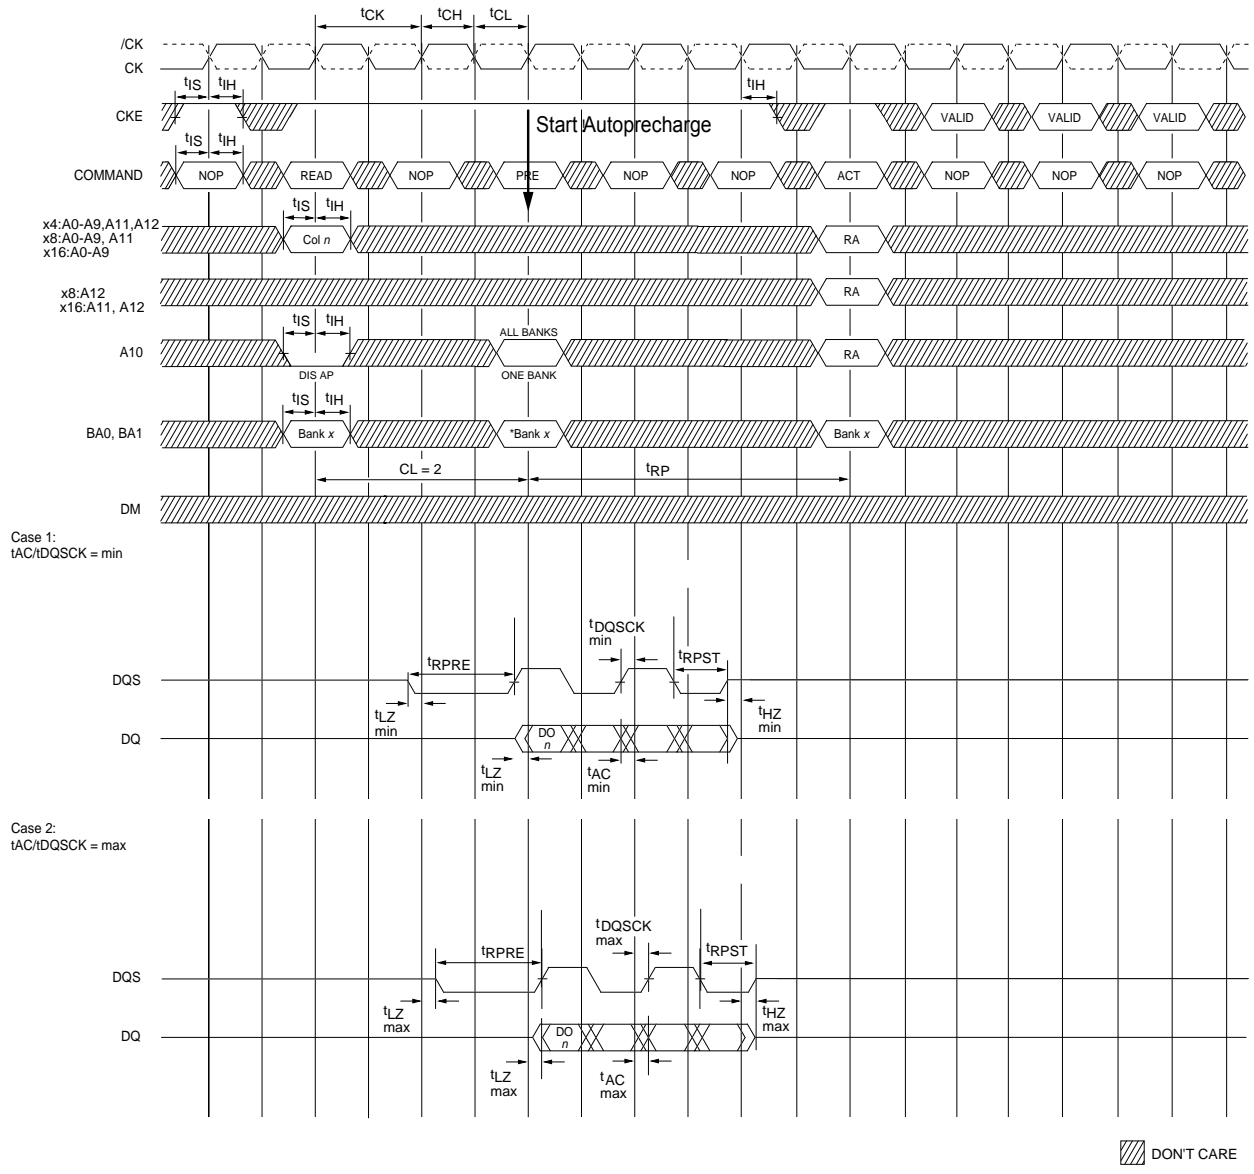 tCK tCH tCL
/CK
CK
tIS tIH tIH
CKE VALID VALID VALID
Start Autoprecharge
tIS tIH
COMMAND NOP READ NOP PRE NOP NOP ACT NOP NOP NOP
tIS tIH
x4:A0-A9,A11,A12
x8:A0-A9, A11
x16:A0-A9
Col n RA
x8:A12
x16:A11, A12
RA
tIS tIH ALL BANKS
A10 RA
DIS AP ONE BANK
tIS tIH
BA0, BA1 Bank x *Bank x Bank x
CL = 2 tRP
DM
Case 1:
tAC/tDQSCK = min
tDQSCK
min
tRPRE tRPST
DQS
tLZ
min
tHZ
min
DQ DO
n
tLZ
min
tAC
min
Case 2:
tAC/tDQSCK = max
tDQSCK
max
tRPRE tRPST
DQS
tLZ
max
tHZ
max
DQ DO
n
tLZ
max
tAC
max
DON'T CARE